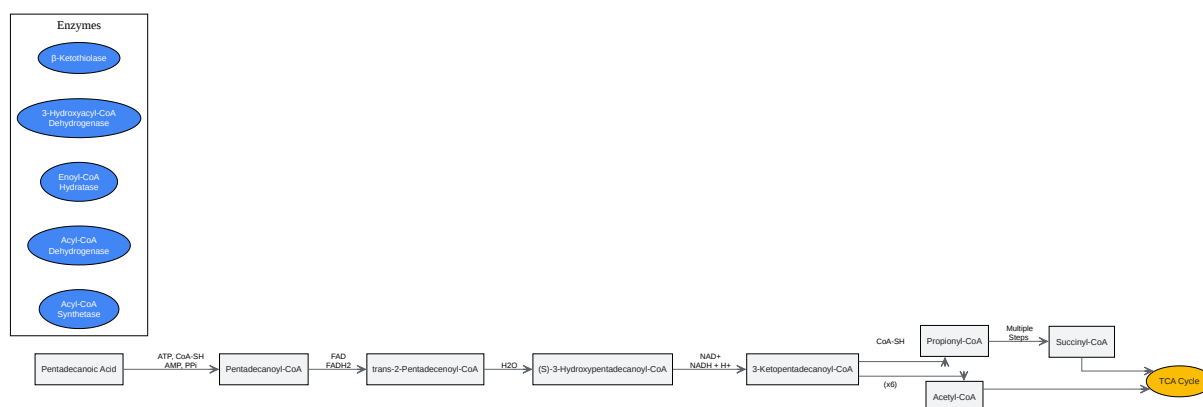 Enzymes
β-Ketothiolase
3-Hydroxyacyl-CoA
Dehydrogenase
Enoyl-CoA
Hydratase
Acyl-CoA
Dehydrogenase
Acyl-CoA
Synthetase
Pentadecanoic Acid
ATP, CoA-SH
AMP, PPi
Pentadecanoyl-CoA
FAD
FADH2
trans-2-Pentadecenoyl-CoA
H2O
(S)-3-Hydroxypentadecanoyl-CoA
NAD+
NADH + H+
3-Ketopentadecanoyl-CoA
CoA-SH
(x6)
Propionyl-CoA
Multiple
Steps
Succinyl-CoA
Acetyl-CoA
TCA Cycle